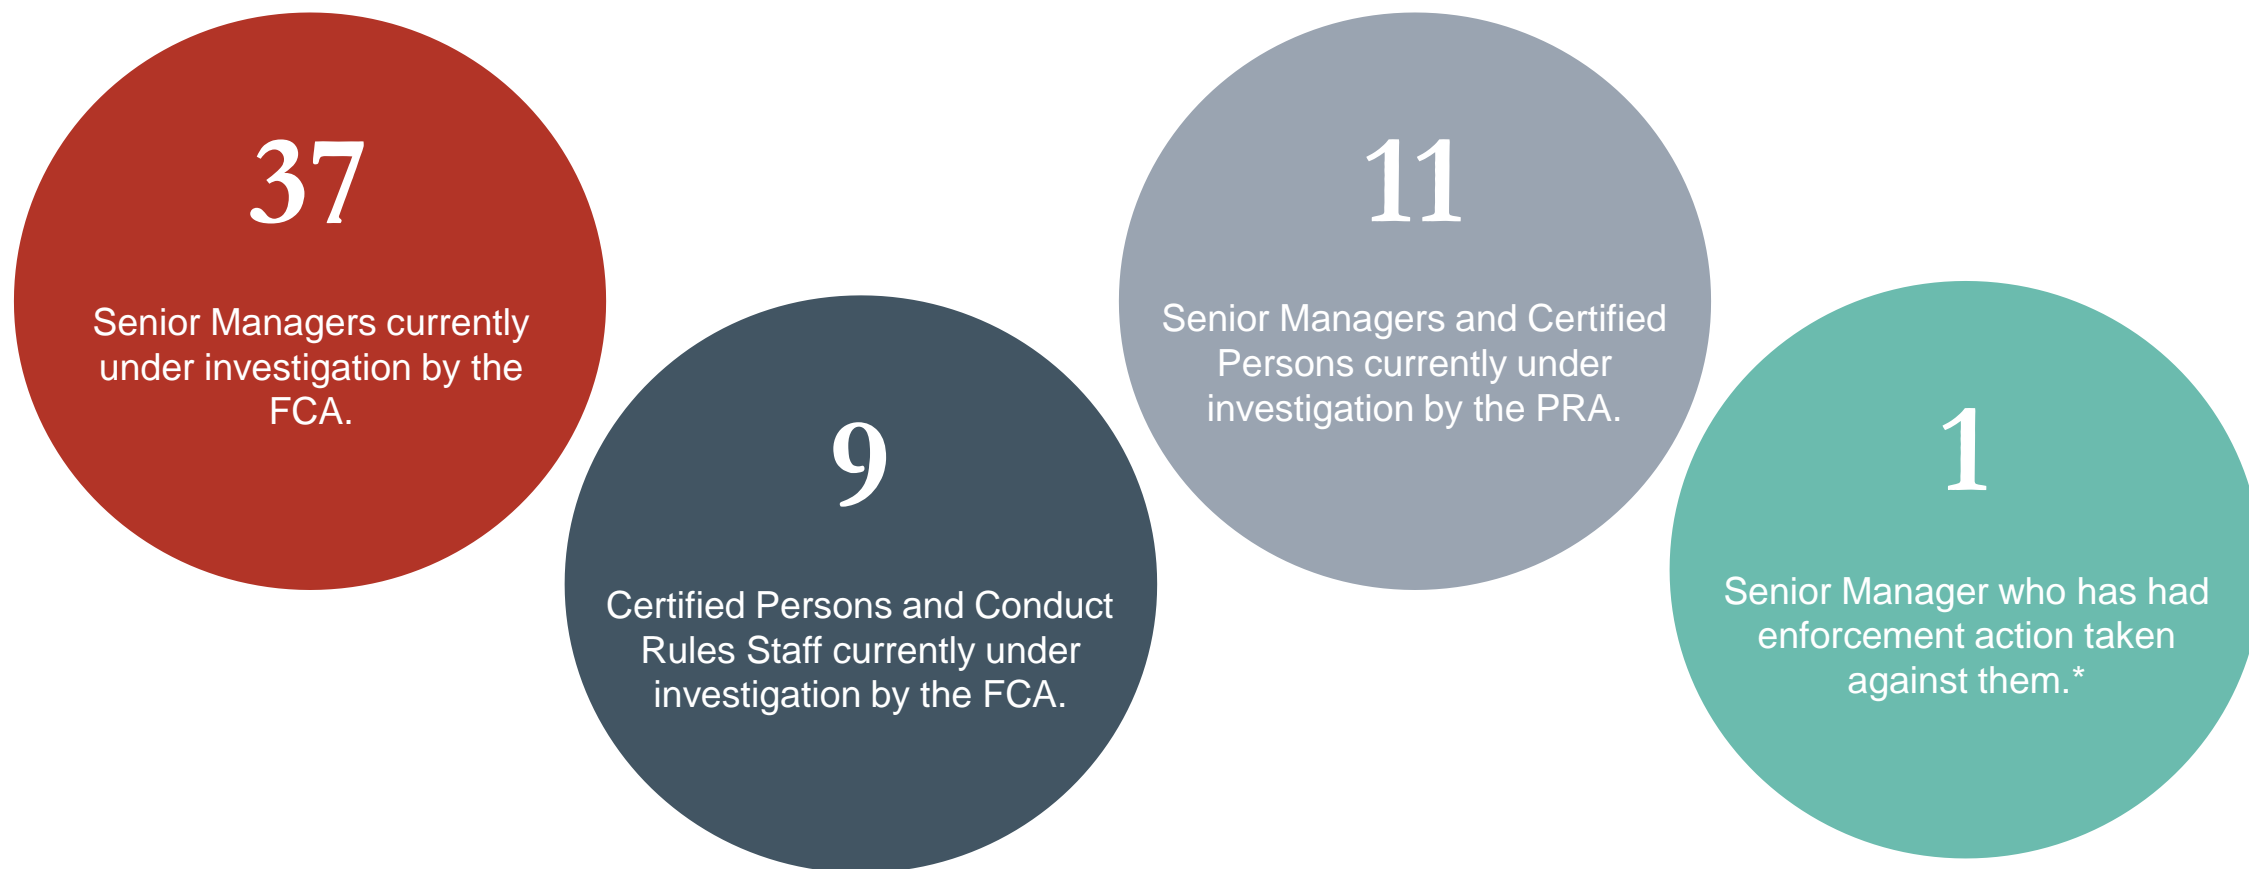 37
Senior Managers currently
under investigation by the
FCA.
9
Certified Persons and Conduct
Rules Staff currently under
investigation by the FCA.
11
Senior Managers and Certified
Persons currently under
investigation by the PRA.
1
Senior Manager who has had
enforcement action taken
against them.*